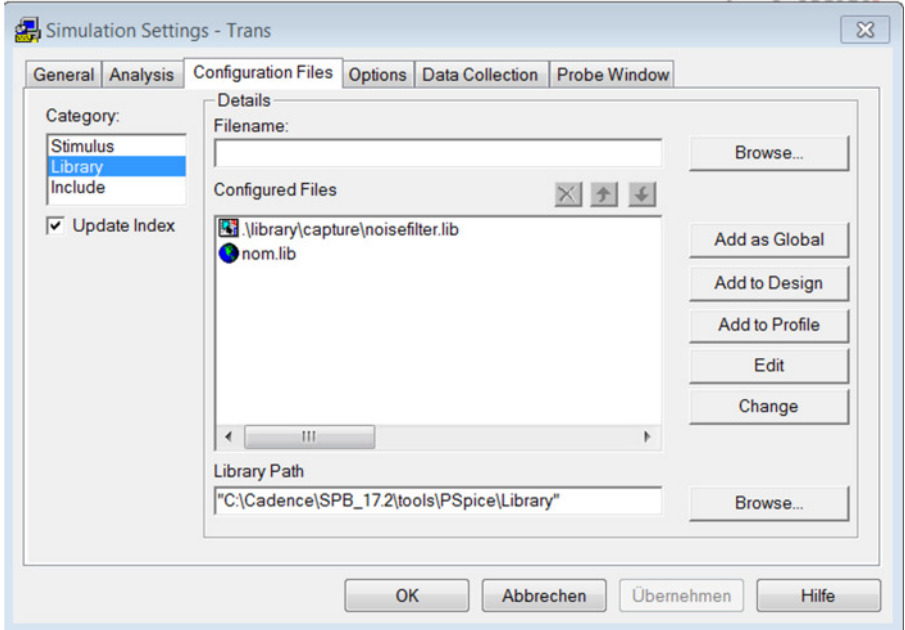 Simulation Settings - Trans
General Analysis Configuration Files Options Data Collection Probe Window
Category:
Stimulus
Library
Include
Update Index
Details
Filename:
Browse...
Configured Files
.\library\capture\noisefilter.lib
nom.lib
Add as Global
Add to Design
Add to Profile
Edit
Change
Library Path
"C:\Cadence\SPB_17.2\tools\PSpice\Library"
Browse...
OK Abbrechen Übernehmen Hilfe